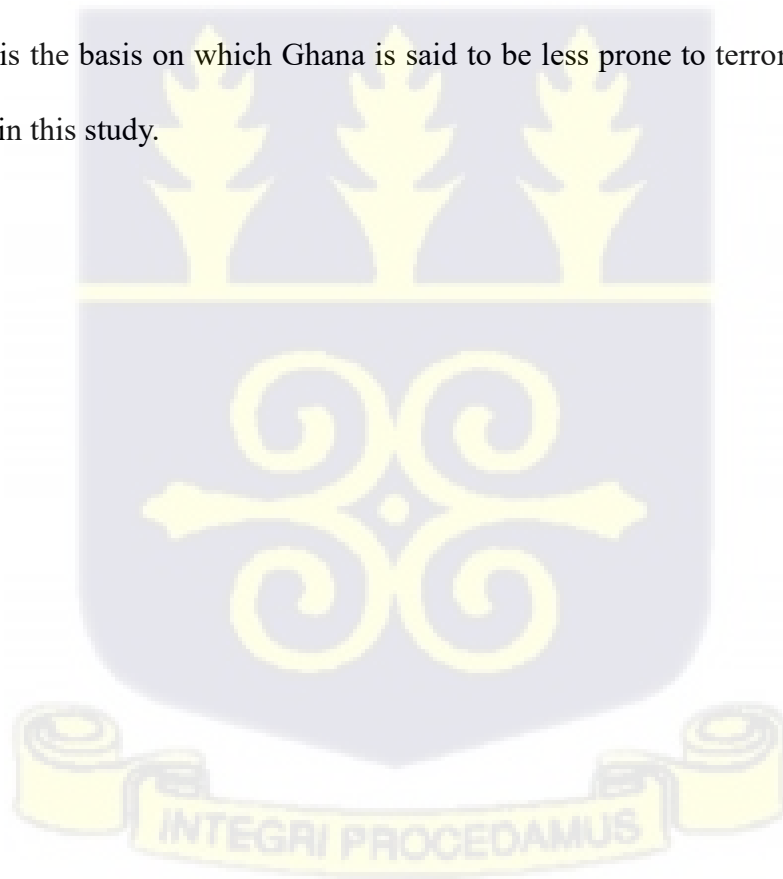 is the basis on which Ghana is said to be less prone to terror
in this study.
INTEGRI PROCEDAMUS